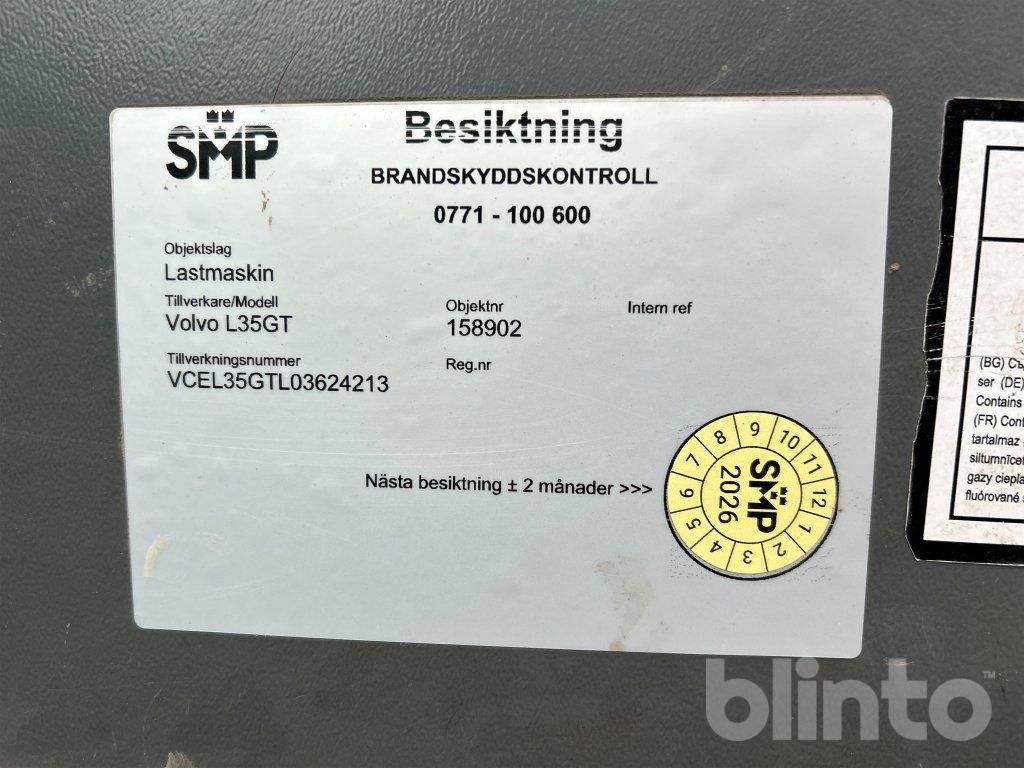 SMP
Besiktning
BRANDSKYDDSKONTROLL
0771 - 100 600
Objektslag
Lastmaskin
Tillverkare/Modell
Volvo L35GT
Objektnr
158902
Intern ref
Tillverkningsnummer
VCEL35GTL03624213
Reg.nr
Nästa besiktning ± 2 månader >>>
1 2 3 4 5 6 7 8 9 10 11 12
SMP
2026
(BG)
ser (DE)
Contains
(FR) Cont
tartalmaz
siltumnīcet
gazy ciepla
fluórované s
blinto™